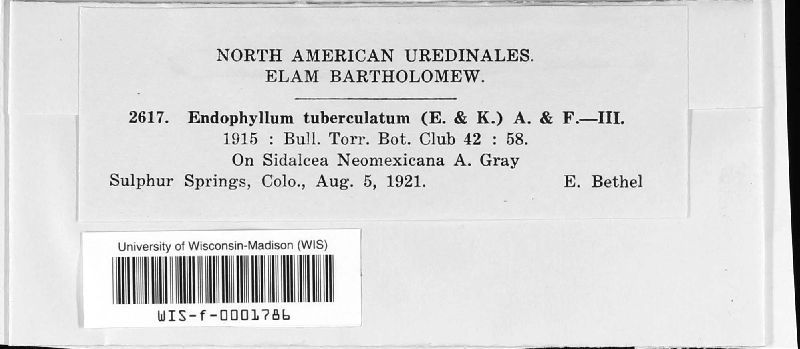 NORTH AMERICAN UREDINALES.
ELAM BARTHOLOMEW.
2617. Endophyllum tuberculatum (E. & K.) A. & F.—III.
1915 : Bull. Torr. Bot. Club 42 : 58.
On Sidalcea Neomexicana A. Gray
Sulphur Springs, Colo., Aug. 5, 1921. E. Bethel
University of Wisconsin-Madison (WIS)
WIS-f-0001786